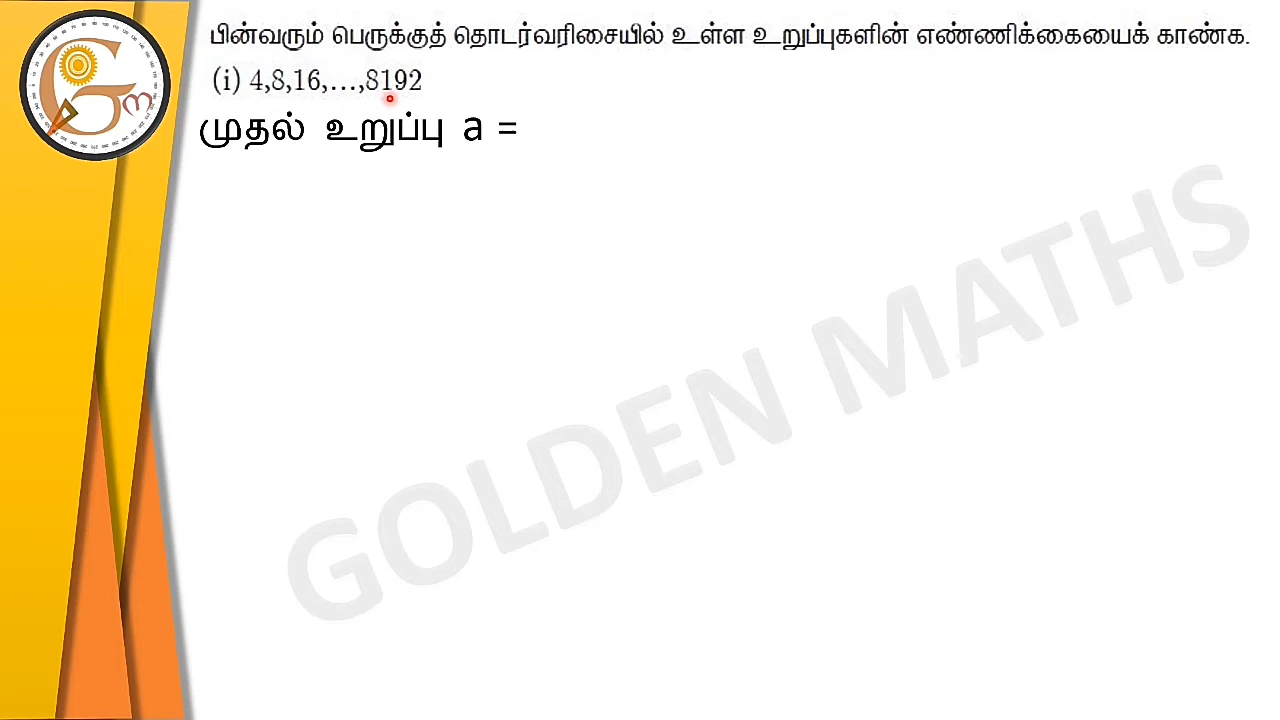 பின்வரும் பெருக்குத் தொடர்வரிசையில் உள்ள உறுப்புகளின் எண்ணிக்கையைக் காண்க.
(i) 4,8,16,…,8192
முதல் உறுப்பு a =
GOLDEN MATHS